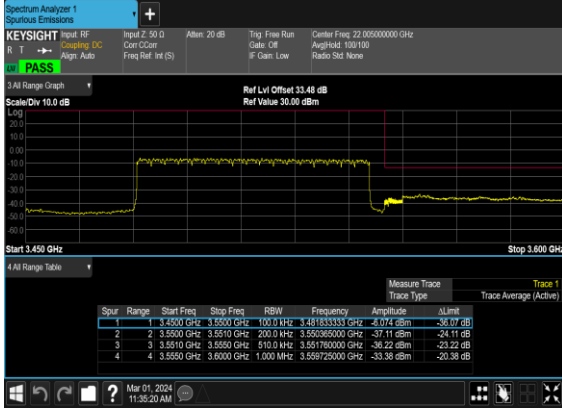 Spectrum Analyzer 1
Spurious Emissions
KEYSIGHT Input: RF Input Z: 50 Ω Atten: 20 dB Trig: Free Run Center Freq: 22.005000000 GHz
R T Coupling: DC Corr CCorr Gate: Off Avg|Hold: 100/100
Align: Auto Freq Ref: Int (S) IF Gain: Low Radio Std: None
PASS
3 All Range Graph
Ref Lvl Offset 33.48 dB
Scale/Div 10.0 dB Ref Value 30.00 dBm
Log
20.0
10.0
0.00
-10.0
-20.0
-30.0
-40.0
-50.0
-60.0
Start 3.450 GHz Stop 3.600 GHz
4 All Range Table
Measure Trace Trace 1
Trace Type Trace Average (Active)
Spur Range Start Freq Stop Freq RBW Frequency Amplitude ΔLimit
1 1 3.4500 GHz 3.5500 GHz 100.0 kHz 3.481833333 GHz -6.074 dBm -36.07 dB
2 2 3.5500 GHz 3.5510 GHz 200.0 kHz 3.550365000 GHz -37.11 dBm -24.11 dB
3 3 3.5510 GHz 3.5550 GHz 510.0 kHz 3.551760000 GHz -36.22 dBm -23.22 dB
4 4 3.5550 GHz 3.6000 GHz 1.000 MHz 3.559725000 GHz -33.38 dBm -20.38 dB
Mar 01, 2024
11:35:20 AM